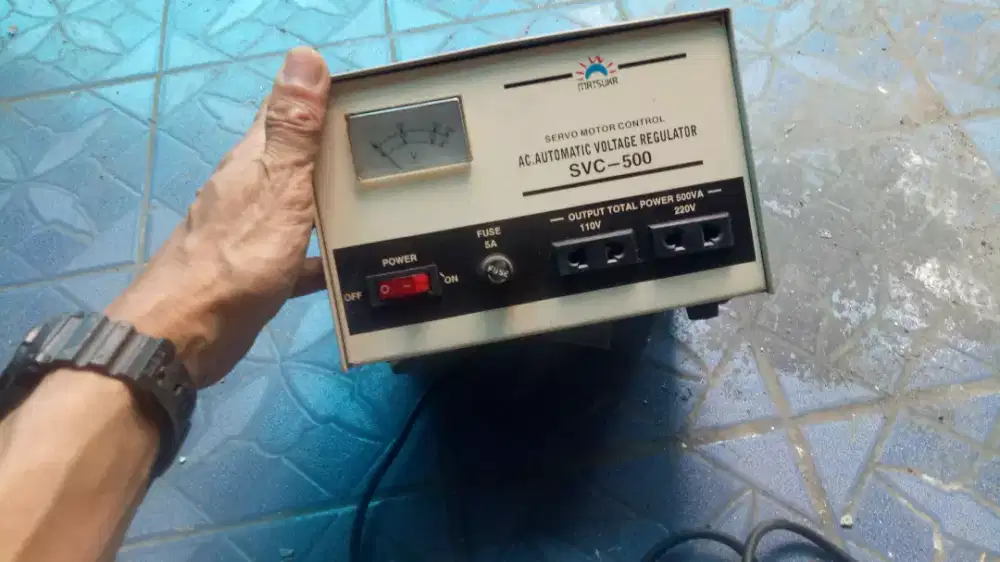 MATSUKA
SERVO MOTOR CONTROL
AC.AUTOMATIC VOLTAGE REGULATOR
SVC-500
V
OUTPUT TOTAL POWER 500VA
110V
220V
FUSE
5A
FUSE
POWER
OFF
ON